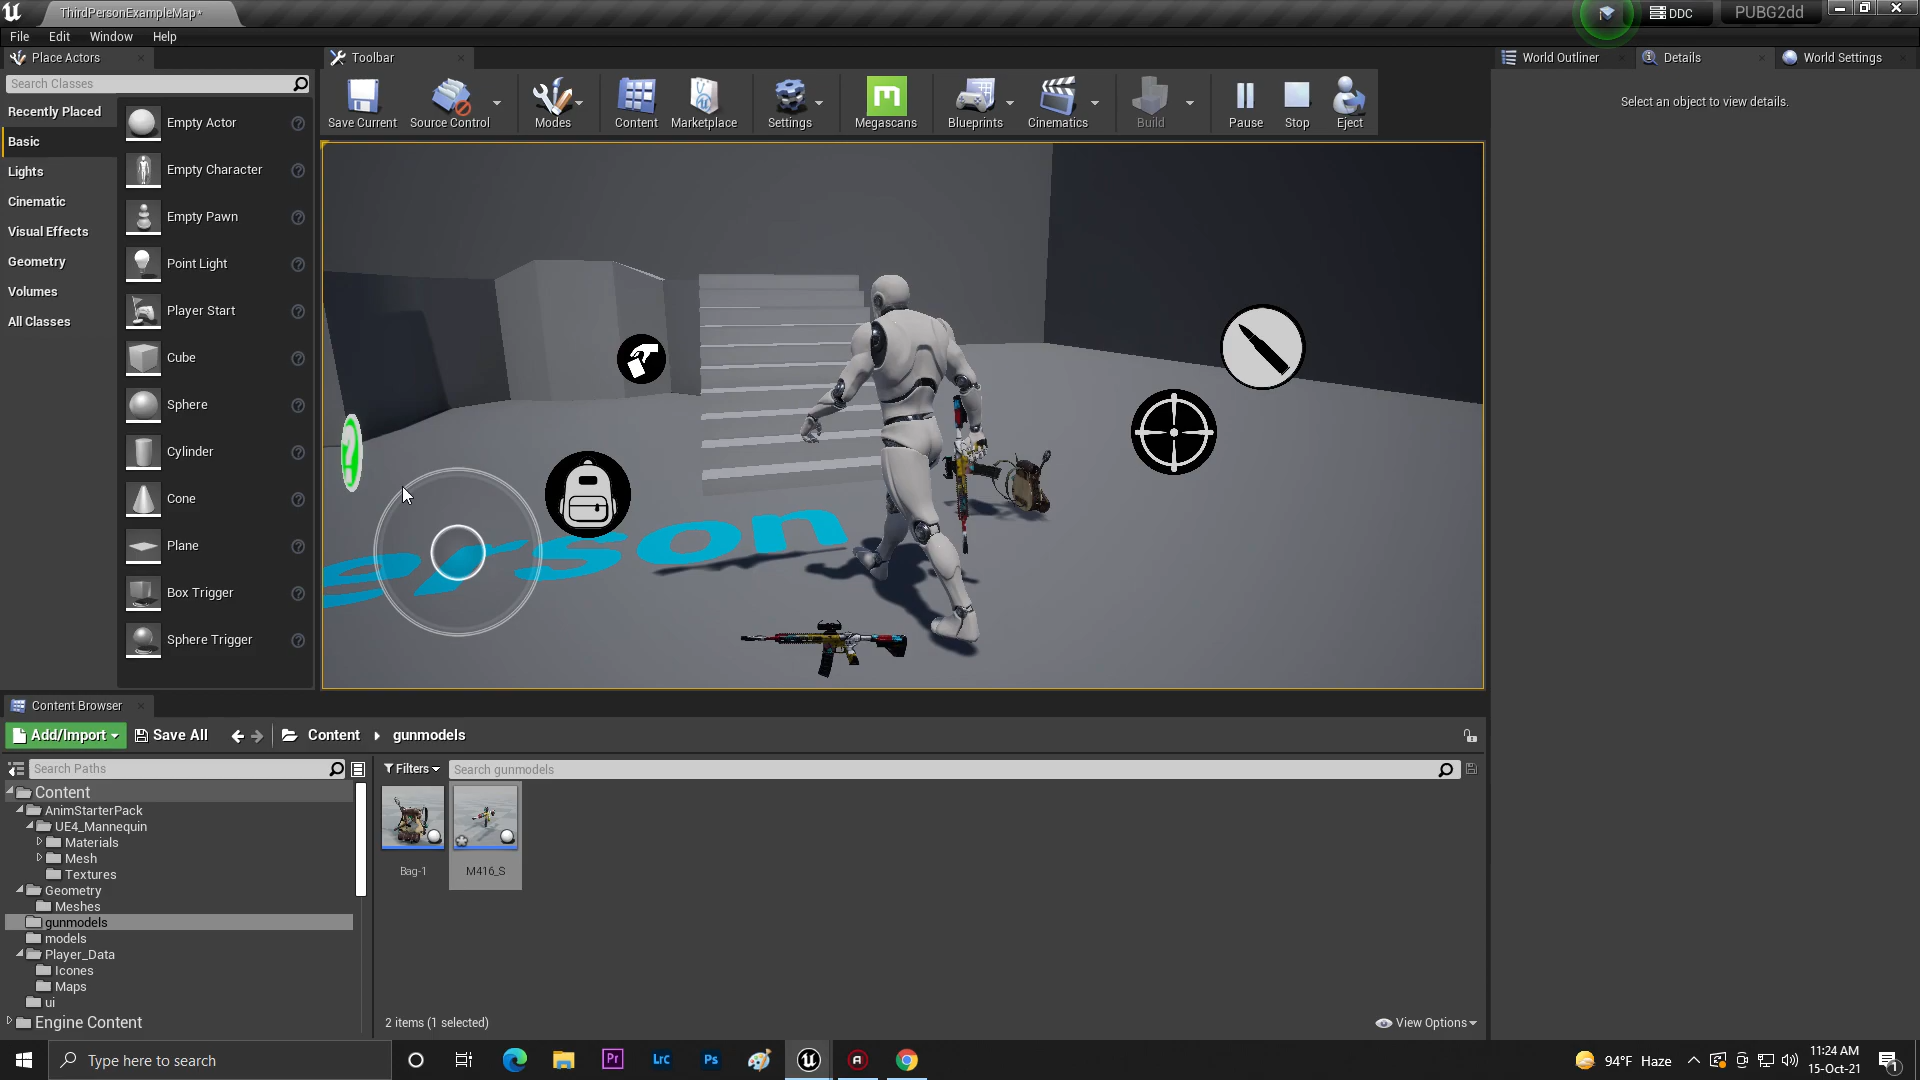 ThirdPersonExampleMap*
DDC
PUBG2dd
File Edit Window Help
Place Actors
Toolbar
World Outliner
Details
World Settings
Search Classes
Recently Placed
Basic
Lights
Cinematic
Visual Effects
Geometry
Volumes
All Classes
Empty Actor
Empty Character
Empty Pawn
Point Light
Player Start
Cube
Sphere
Cylinder
Cone
Plane
Box Trigger
Sphere Trigger
Save Current
Source Control
Modes
Content
Marketplace
Settings
Megascans
Blueprints
Cinematics
Build
Pause
Stop
Eject
Select an object to view details.
erson
Content Browser
Add/Import
Save All
Content
gunmodels
Search Paths
Filters
Search gunmodels
Content
AnimStarterPack
UE4_Mannequin
Materials
Mesh
Textures
Geometry
Meshes
gunmodels
models
Player_Data
Icones
Maps
ui
Engine Content
Bag-1
M416_S
2 items (1 selected)
View Options
Type here to search
Pr
Lrc
Ps
94°F Haze
11:24 AM
15-Oct-21
1